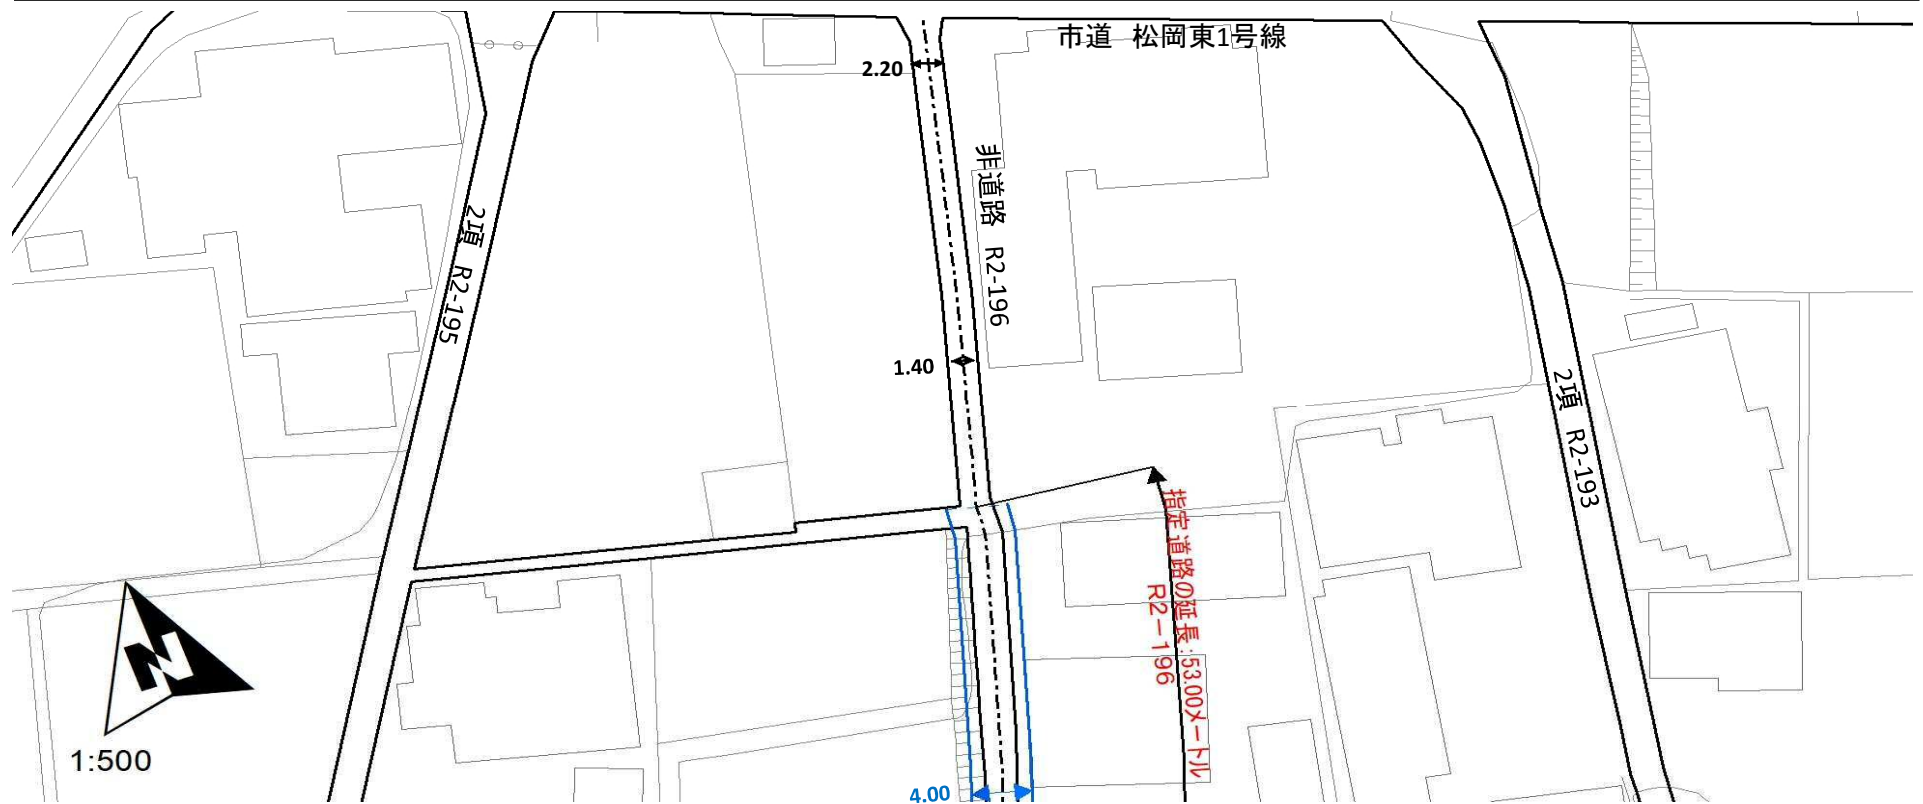 市道　松岡東1号線
2.20
非道路　R2-196
2項　R2-195
1.40
2項　R2-193
指定道路の延長:53.00メートル
R2－196
N
1:500
4.00